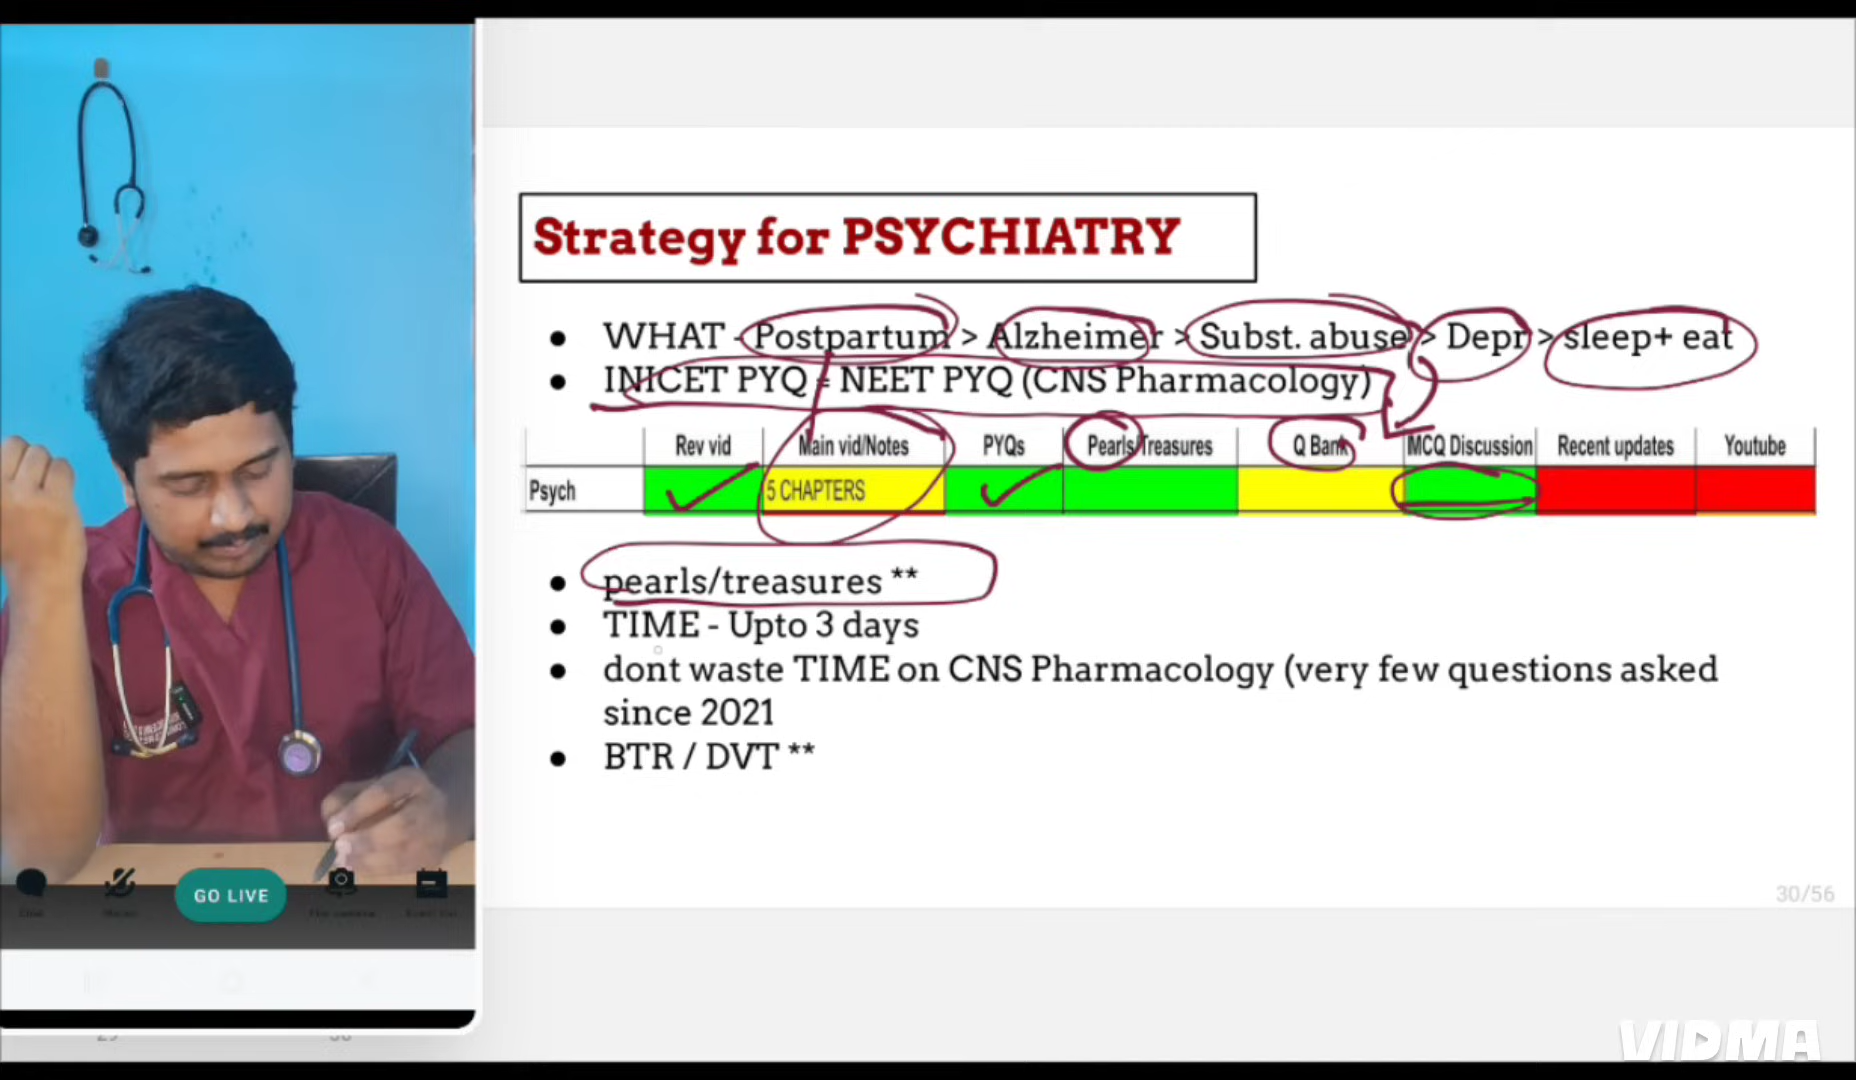 Strategy for PSYCHIATRY
● WHAT - Postpartum > Alzheimer > Subst. abuse > Depr > sleep+ eat
● INICET PYQ = NEET PYQ (CNS Pharmacology)
Rev vid Main vid/Notes PYQs Pearls/Treasures Q Bank MCQ Discussion Recent updates Youtube
Psych 5 CHAPTERS
● pearls/treasures **
● TIME - Upto 3 days
● dont waste TIME on CNS Pharmacology (very few questions asked
since 2021
● BTR / DVT **
GO LIVE
30/56
VIDMA